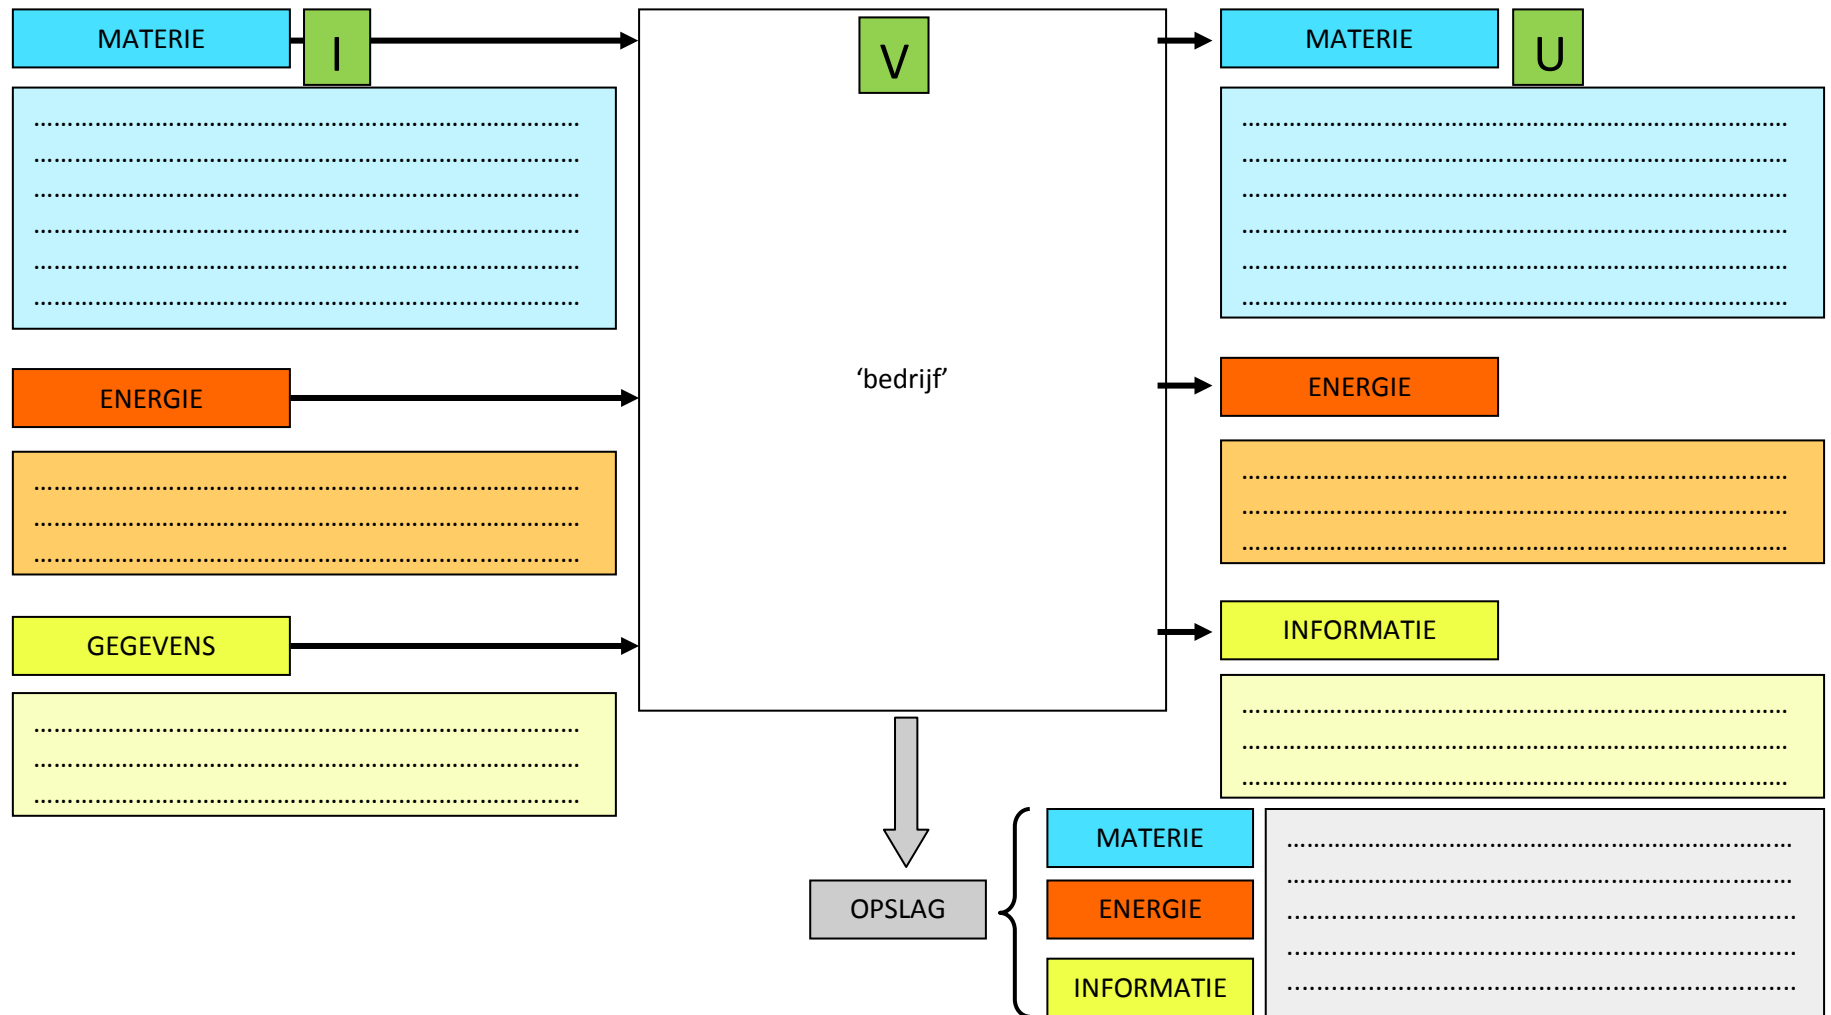 MATERIE
I
V
MATERIE
U
……………………………………………………………………
……………………………………………………………………
……………………………………………………………………
……………………………………………………………………
……………………………………………………………………
……………………………………………………………………
……………………………………………………………………
……………………………………………………………………
……………………………………………………………………
……………………………………………………………………
……………………………………………………………………
……………………………………………………………………
ENERGIE
‘bedrijf’
ENERGIE
……………………………………………………………………
……………………………………………………………………
……………………………………………………………………
……………………………………………………………………
……………………………………………………………………
……………………………………………………………………
GEGEVENS
INFORMATIE
……………………………………………………………………
……………………………………………………………………
……………………………………………………………………
……………………………………………………………………
……………………………………………………………………
……………………………………………………………………
OPSLAG
MATERIE
ENERGIE
INFORMATIE
………………………………………………………………
………………………………………………………………
………………………………………………………………
………………………………………………………………
………………………………………………………………